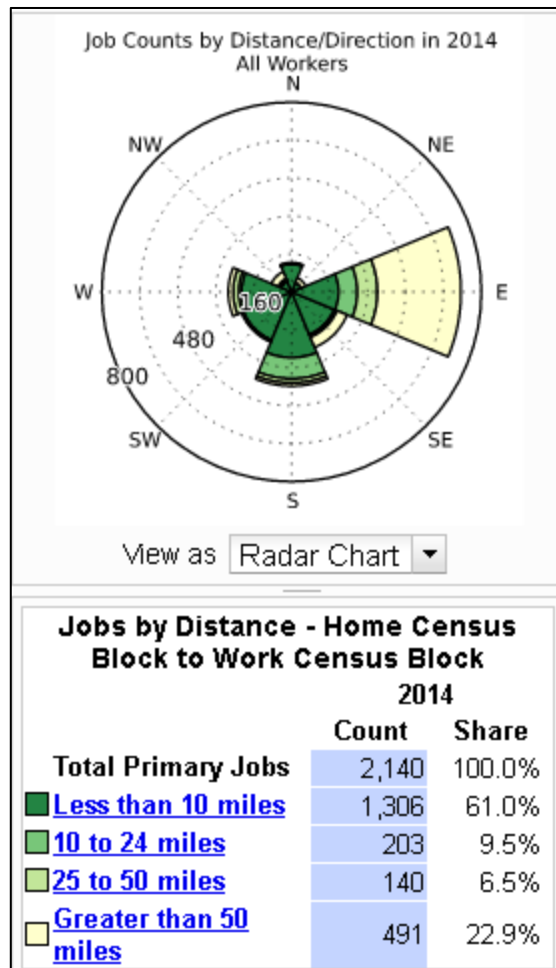 Job Counts by Distance/Direction in 2014
All Workers
N
NW
NE
W
160
E
480
800
SW
SE
S
View as Radar Chart
Jobs by Distance - Home Census
Block to Work Census Block
2014
Count Share
Total Primary Jobs 2,140 100.0%
Less than 10 miles 1,306 61.0%
10 to 24 miles 203 9.5%
25 to 50 miles 140 6.5%
Greater than 50
miles 491 22.9%